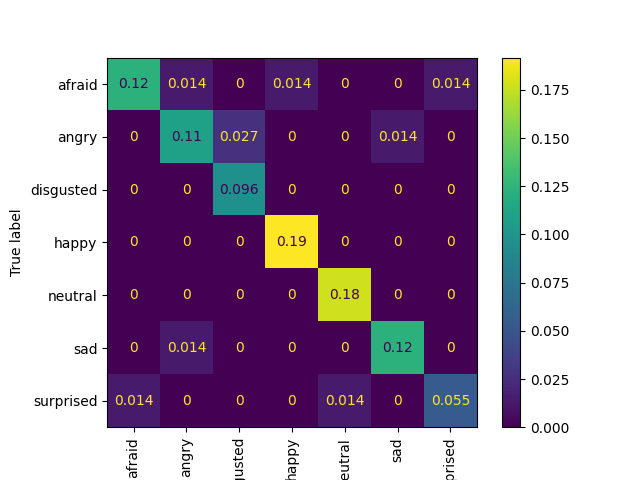 afraid 0.12 0.014 0 0.014 0 0 0.014
angry 0 0.11 0.027 0 0 0.014 0
disgusted 0 0 0.096 0 0 0 0
happy 0 0 0 0.19 0 0 0
neutral 0 0 0 0 0.18 0 0
sad 0 0.014 0 0 0 0.12 0
surprised 0.014 0 0 0 0.014 0 0.055
True label
afraid
angry
gusted
happy
eutral
sad
prised
0.175
0.150
0.125
0.100
0.075
0.050
0.025
0.000